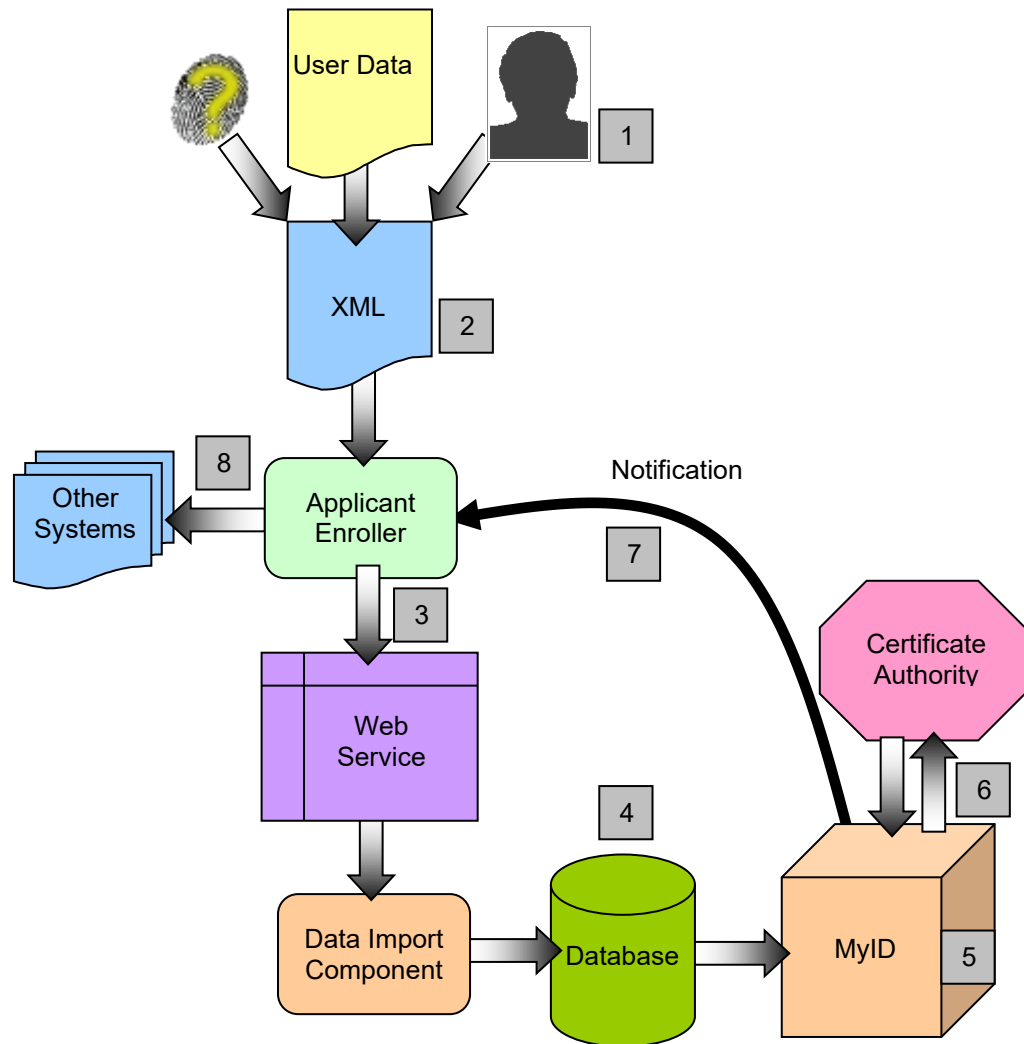 User Data
?
1
XML
2
8
Other
Systems
Applicant
Enroller
Notification
7
3
Certificate
Authority
Web
Service
6
4
Data Import
Component
Database
MyID
5